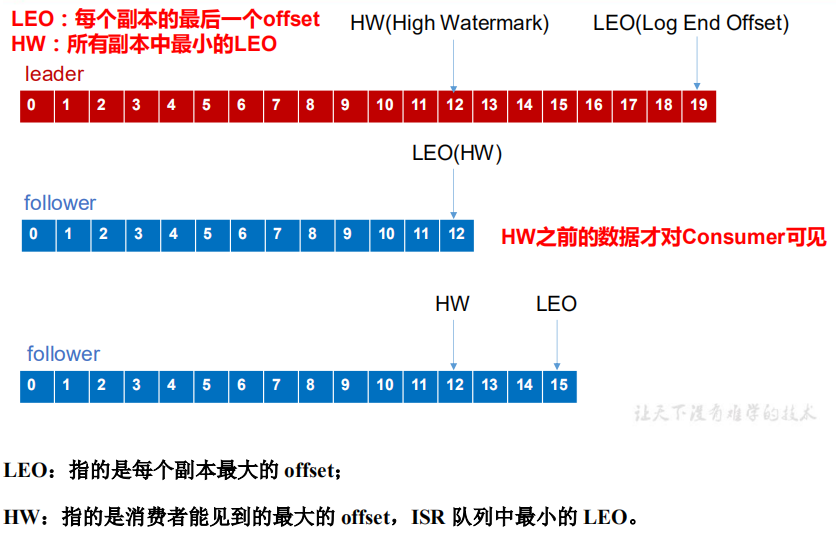 LEO：每个副本的最后一个offset
HW：所有副本中最小的LEO
HW(High Watermark)
LEO(Log End Offset)
leader
0 1 2 3 4 5 6 7 8 9 10 11 12 13 14 15 16 17 18 19
LEO(HW)
follower
0 1 2 3 4 5 6 7 8 9 10 11 12
HW之前的数据才对Consumer可见
HW
LEO
follower
0 1 2 3 4 5 6 7 8 9 10 11 12 13 14 15
让天下没有难学的技术
LEO：指的是每个副本最大的 offset；
HW：指的是消费者能见到的最大的 offset，ISR 队列中最小的 LEO。